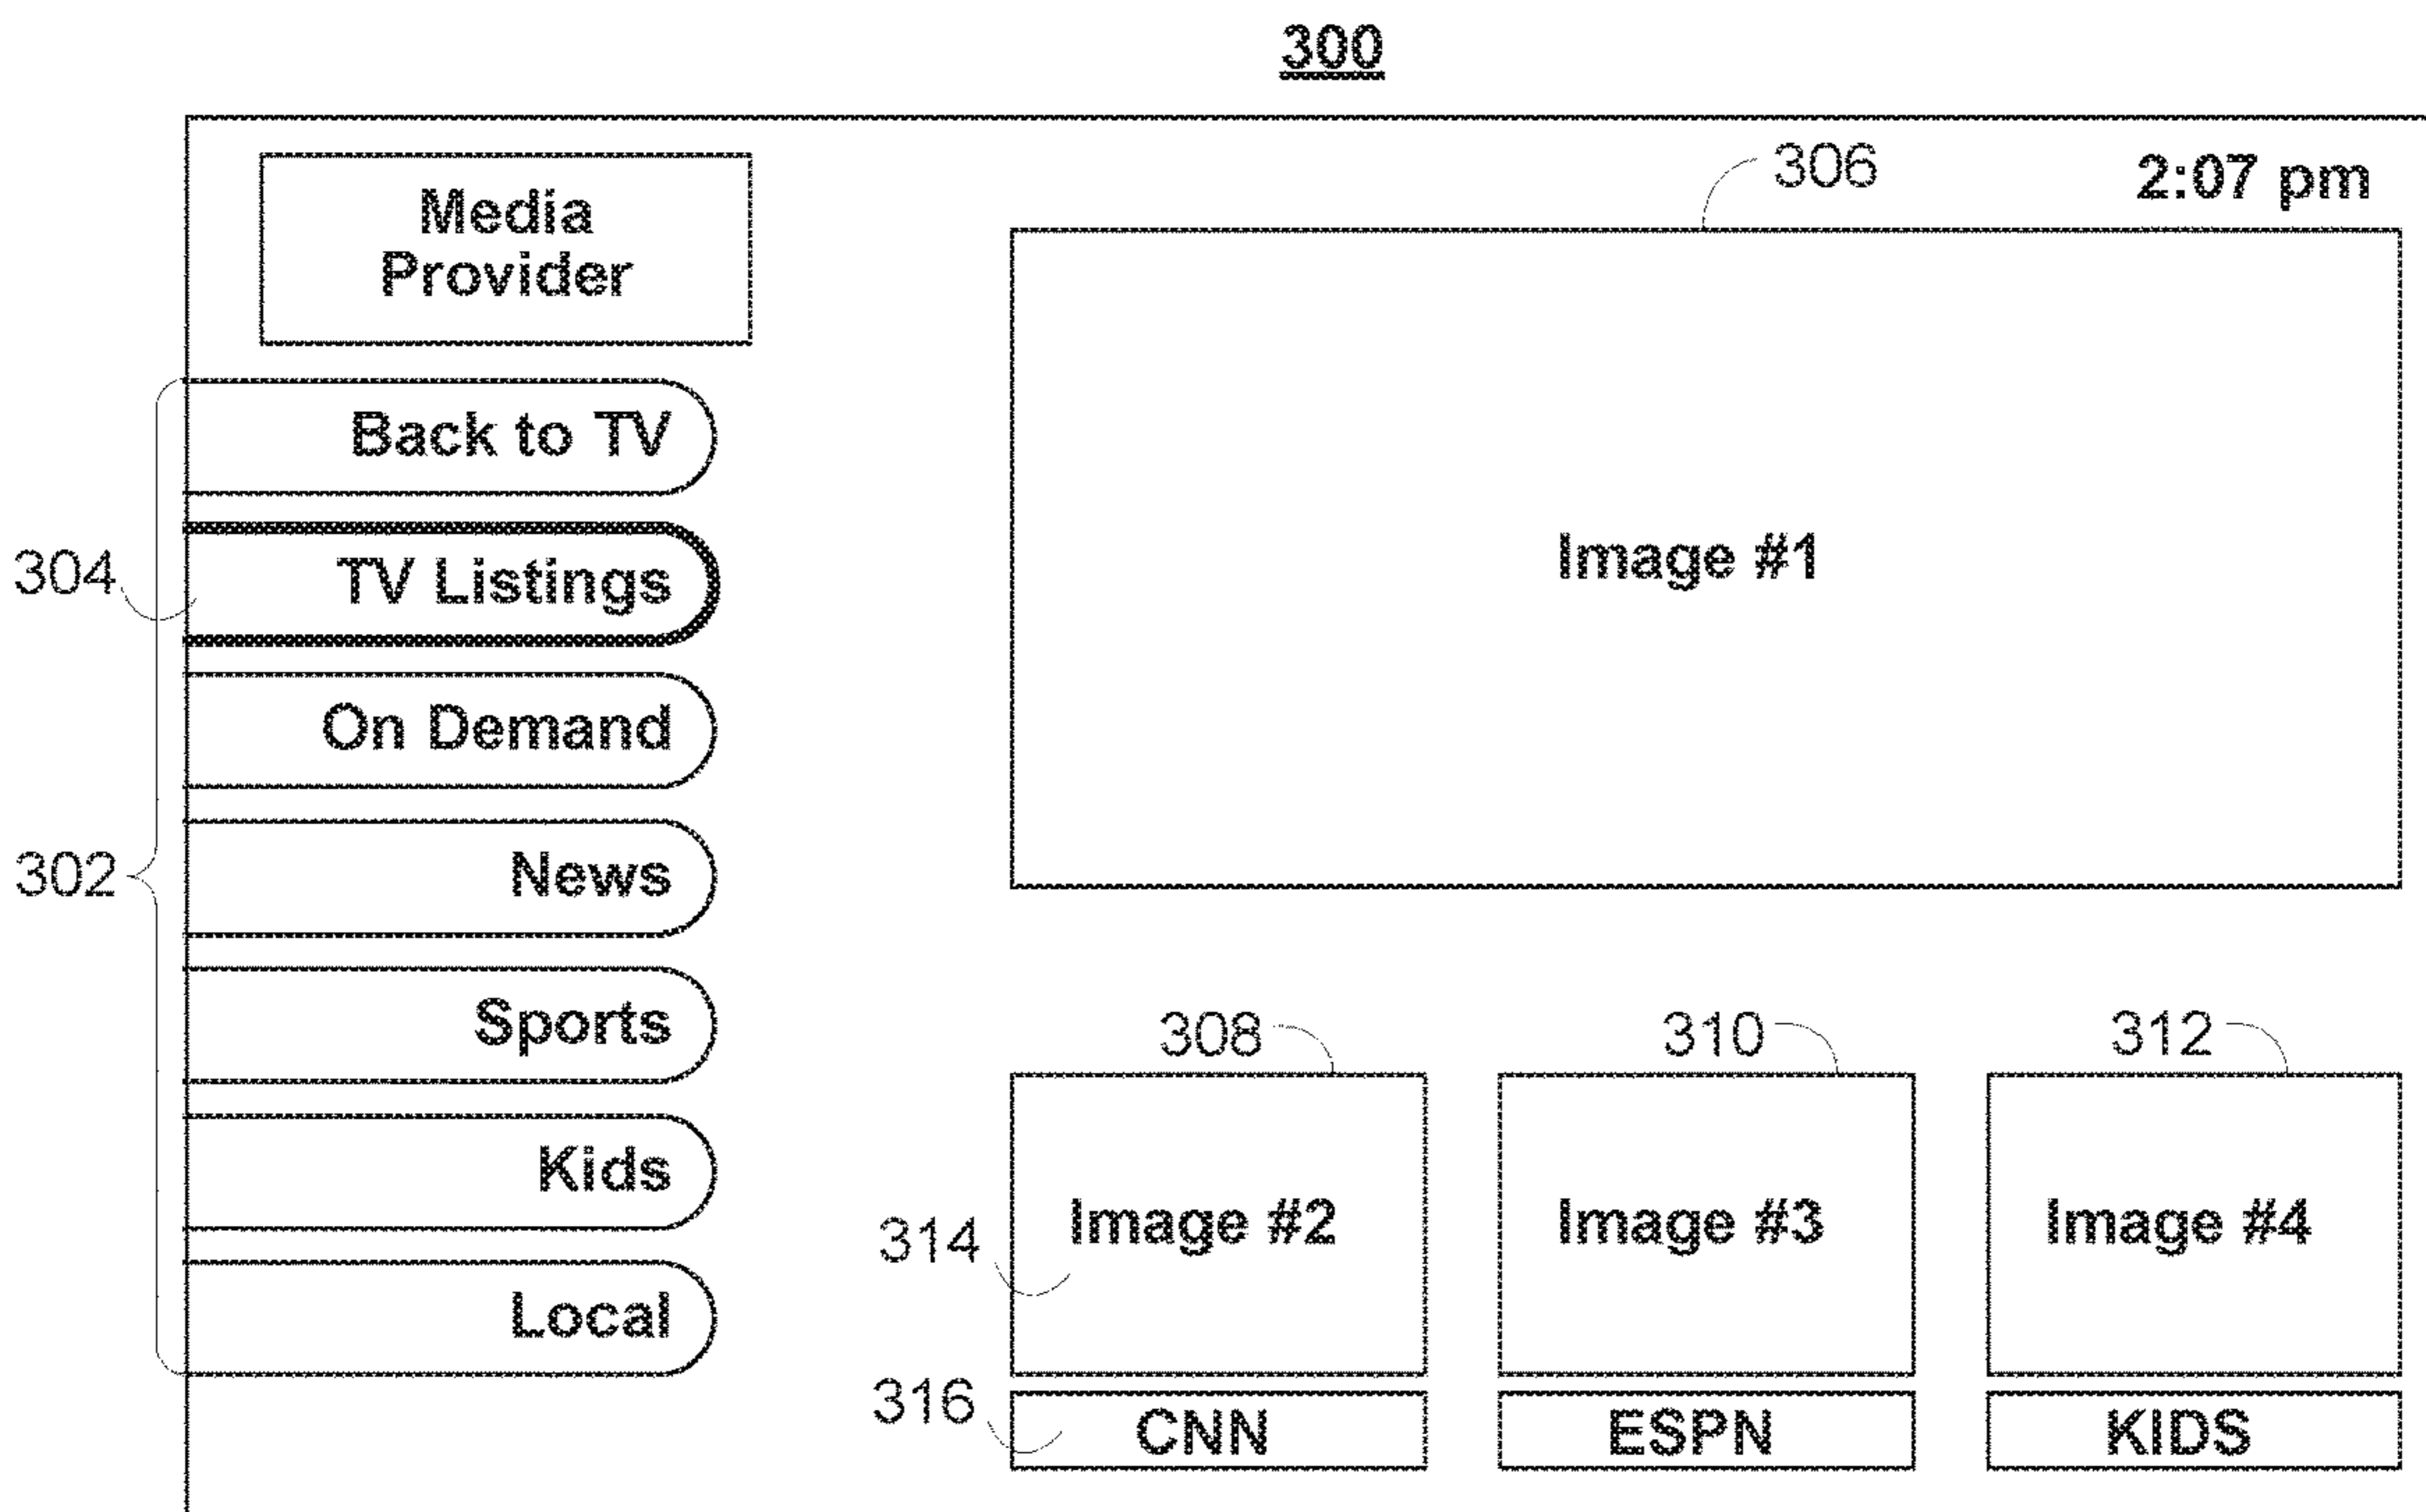 300
306
2:07 pm
Media
Provider
Back to TV
304
TV Listings
Image #1
On Demand
302
News
Sports
308
310
312
Kids
314
Image #2
Image #3
Image #4
Local
316
CNN
ESPN
KIDS